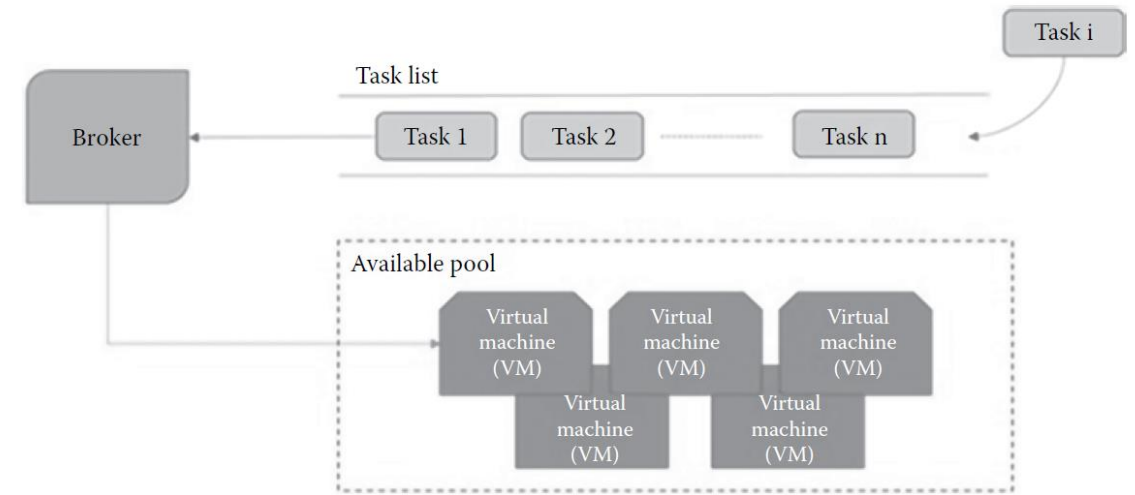 Task i
Task list
Broker
Task 1
Task 2
Task n
Available pool
Virtual
machine
(VM)
Virtual
machine
(VM)
Virtual
machine
(VM)
Virtual
machine
(VM)
Virtual
machine
(VM)